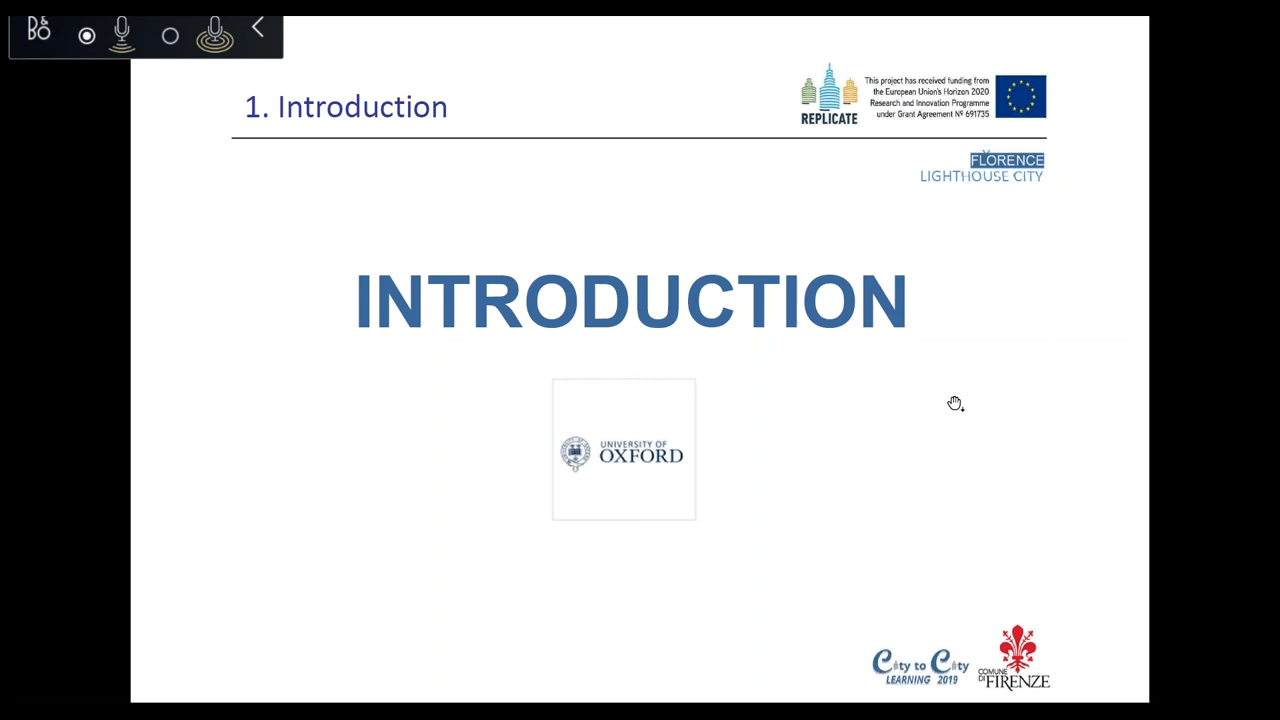 B&O
1. Introduction
REPLICATE
This project has received funding from
the European Union's Horizon 2020
Research and Innovation Programme
under Grant Agreement Nº 691735
FLORENCE
LIGHTHOUSE CITY
INTRODUCTION
UNIVERSITY OF
OXFORD
City to City
LEARNING 2019
COMUNE
DI FIRENZE